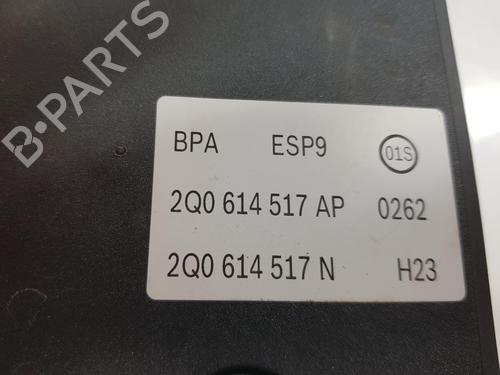 B-PARTS
BPA ESP9 01S
2Q0 614 517 AP 0262
2Q0 614 517 N H23